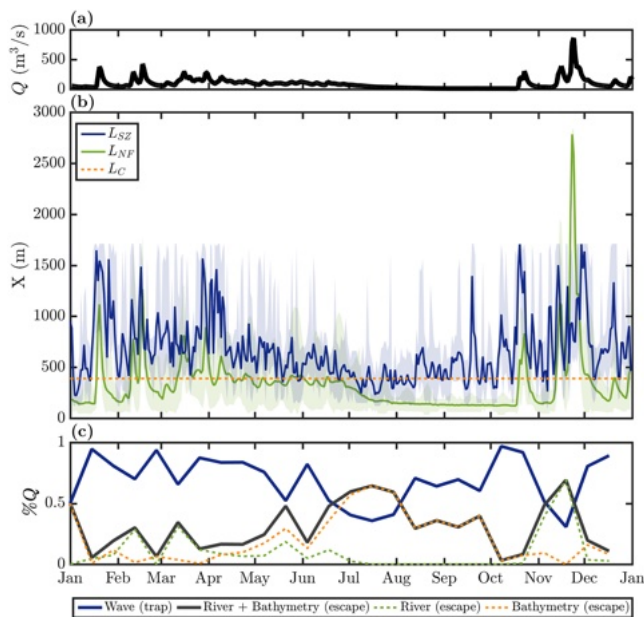 (a)
1000
500
0
Q (m³/s)
(b)
3000
2500
2000
1500
1000
500
0
X (m)
L_SZ
L_NF
L_C
(c)
1
0.5
0
%Q
Jan Feb Mar Apr May Jun Jul Aug Sep Oct Nov Dec Jan
Wave (trap) River + Bathymetry (escape) River (escape) Bathymetry (escape)